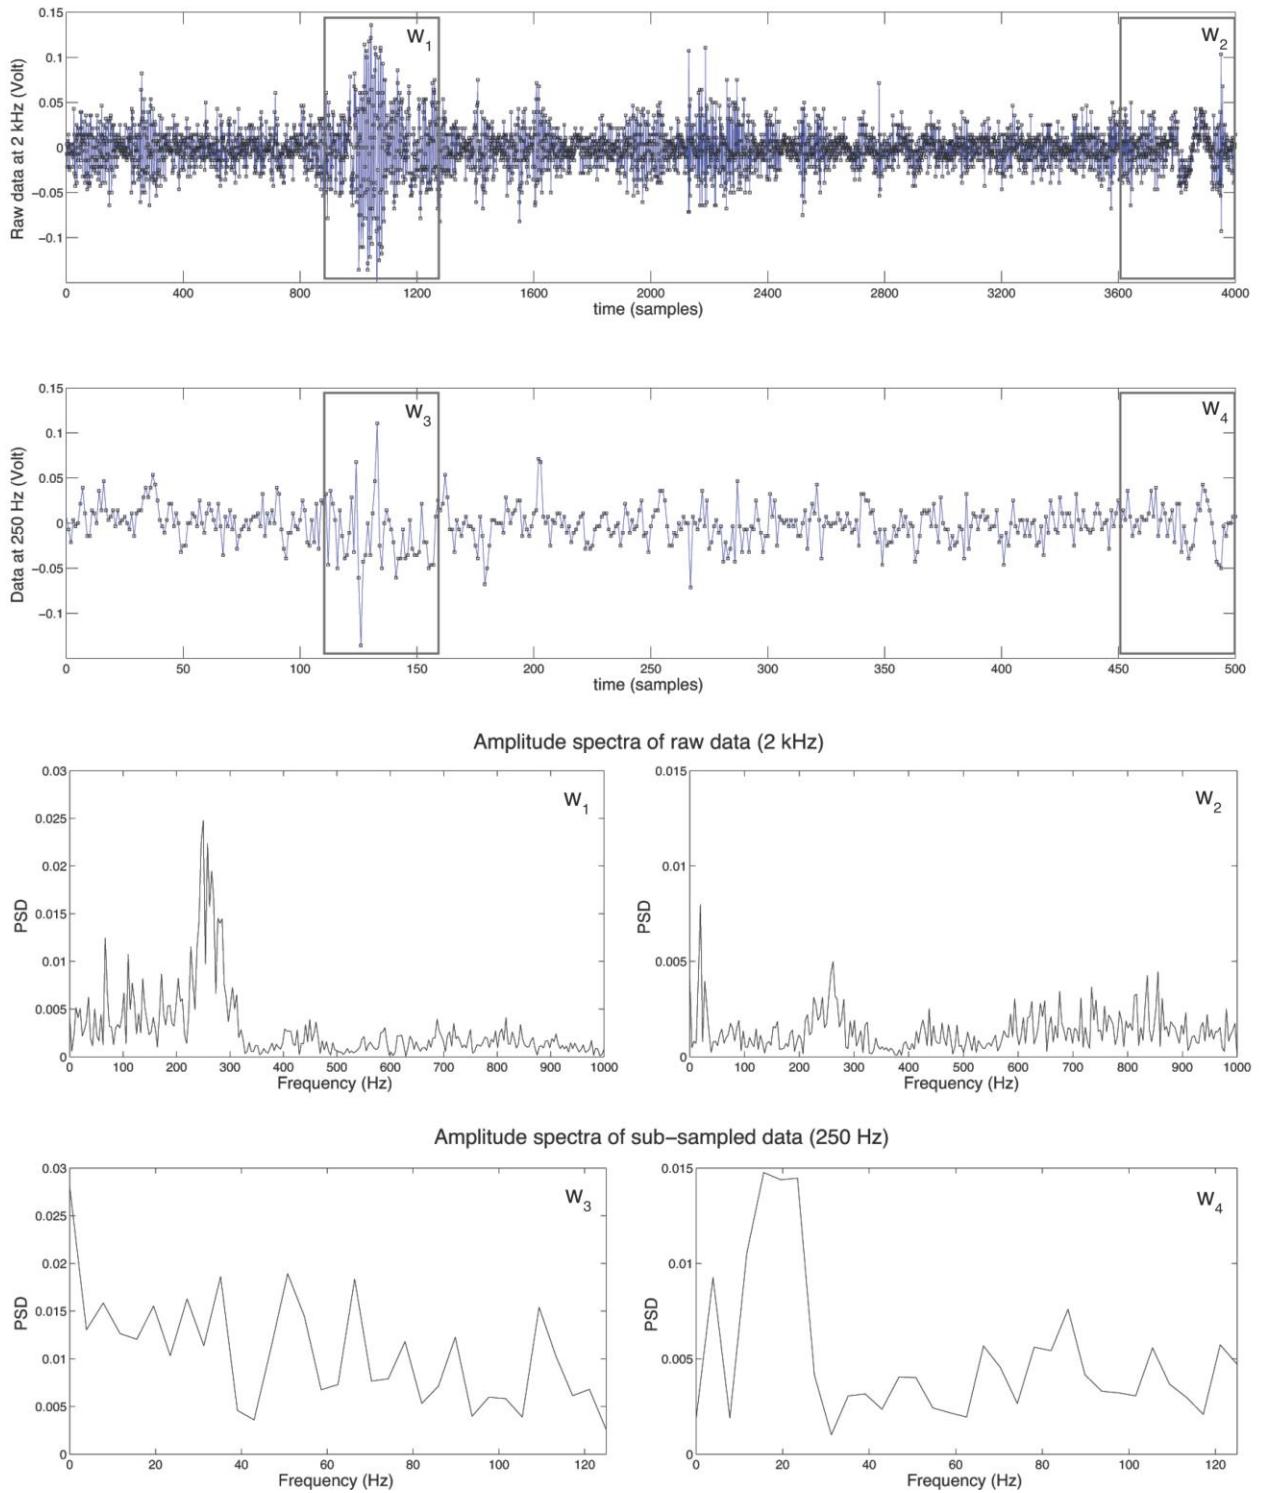 Raw data at 2 kHz (Volt)
0.15
0.1
0.05
0
−0.05
−0.1
W1
W2
0 400 800 1200 1600 2000 2400 2800 3200 3600 4000
time (samples)
Data at 250 Hz (Volt)
0.15
0.1
0.05
0
−0.05
−0.1
W3
W4
0 50 100 150 200 250 300 350 400 450 500
time (samples)
Amplitude spectra of raw data (2 kHz)
PSD
0.03
0.025
0.02
0.015
0.01
0.005
0
W1
0 100 200 300 400 500 600 700 800 900 1000
Frequency (Hz)
PSD
0.015
0.01
0.005
0
W2
0 100 200 300 400 500 600 700 800 900 1000
Frequency (Hz)
Amplitude spectra of sub−sampled data (250 Hz)
PSD
0.03
0.025
0.02
0.015
0.01
0.005
0
W3
0 20 40 60 80 100 120
Frequency (Hz)
PSD
0.015
0.01
0.005
0
W4
0 20 40 60 80 100 120
Frequency (Hz)